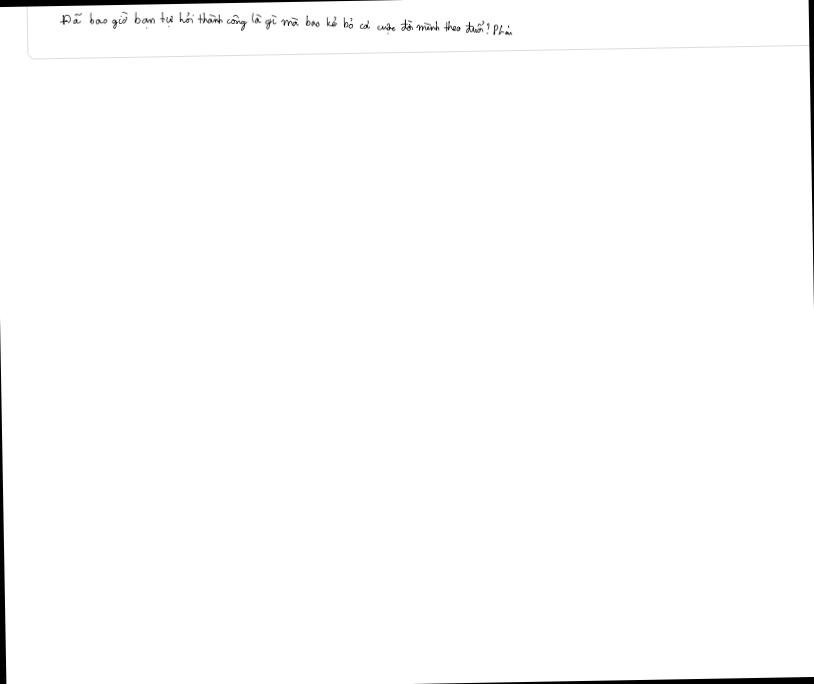 Đã bao giờ bạn tự hỏi thành công là gì mà bao kẻ bỏ cả cuộc đời mình theo đuổi? Phải